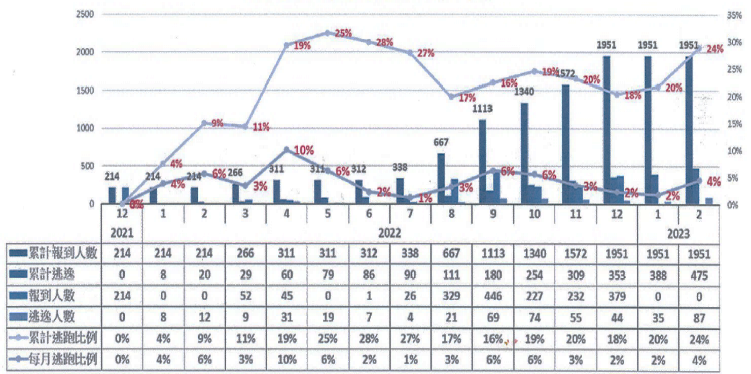 2500 35%
30%
2000 25%
1500 20%
15%
1000 10%
500 5%
0 0%
214 214 214 266 311 311 312 338 667 1113 1340 1572 1951 1951 1951
4% 9% 11% 19% 25% 28% 27% 17% 16% 19% 20% 18% 20% 24%
0% 4% 6% 3% 10% 6% 2% 1% 3% 6% 6% 3% 2% 2% 4%
12 1 2 3 4 5 6 7 8 9 10 11 12 1 2
2021 2022 2023
累計報到人數 214 214 214 266 311 311 312 338 667 1113 1340 1572 1951 1951 1951
累計逃逸 0 8 20 29 60 79 86 90 111 180 254 309 353 388 475
報到人數 214 0 0 52 45 0 1 26 329 446 227 232 379 0 0
逃逸人數 0 8 12 9 31 19 7 4 21 69 74 55 44 35 87
累計逃跑比例 0% 4% 9% 11% 19% 25% 28% 27% 17% 16% 19% 20% 18% 20% 24%
每月逃跑比例 0% 4% 6% 3% 10% 6% 2% 1% 3% 6% 6% 3% 2% 2% 4%